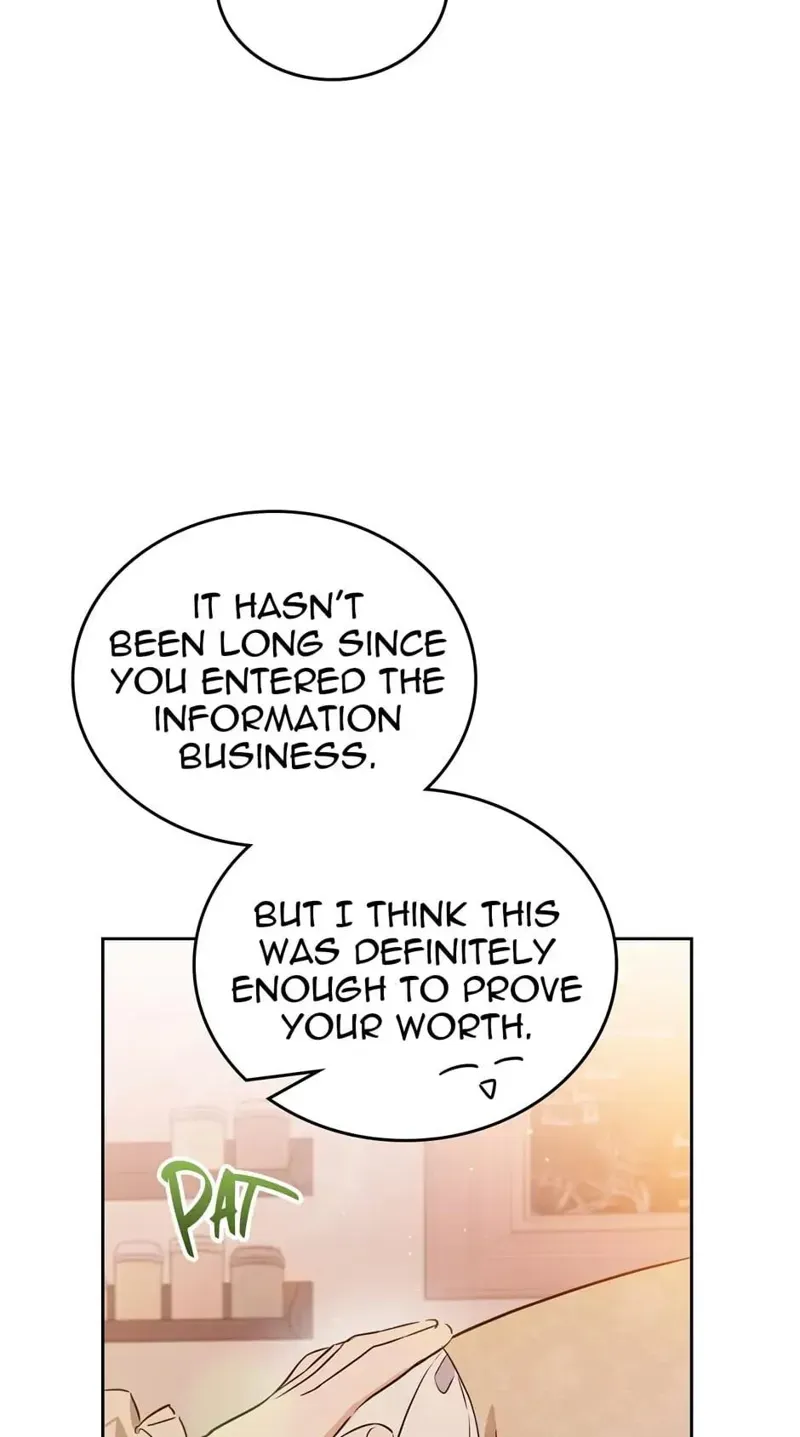 IT HASN'T
BEEN LONG SINCE
YOU ENTERED THE
INFORMATION
BUSINESS.
BUT I THINK THIS
WAS DEFINITELY
ENOUGH TO PROVE
YOUR WORTH.
PAT